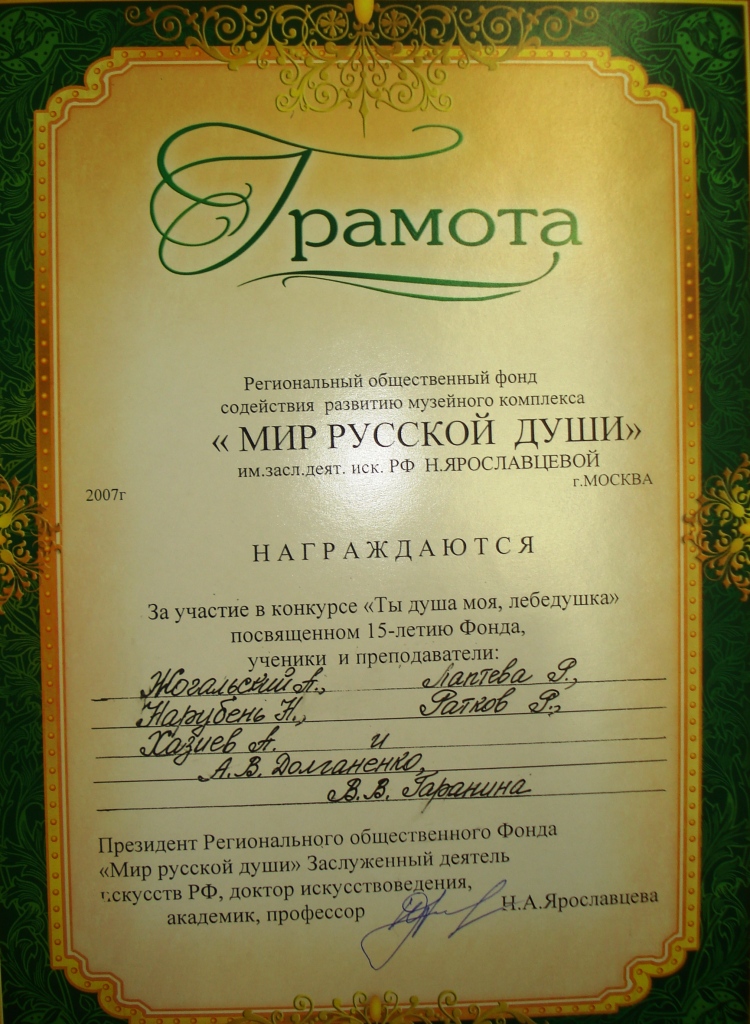 Грамота
Региональный общественный фонд
содействия развитию музейного комплекса
« МИР РУССКОЙ ДУШИ»
им.засл.деят. иск. РФ Н.ЯРОСЛАВЦЕВОЙ
2007г г.МОСКВА
НАГРАЖДАЮТСЯ
За участие в конкурсе «Ты душа моя, лебедушка»
посвященном 15-летию Фонда,
ученики и преподаватели:
Жогальский А., Лаптева Р.,
Нарубень Н., Ратков Р.,
Хазиев А. и
А.В. Долганенко,
В.В. Гаранина
Президент Регионального общественного Фонда
«Мир русской души» Заслуженный деятель
искусств РФ, доктор искусствоведения,
академик, профессор Н.А.Ярославцева